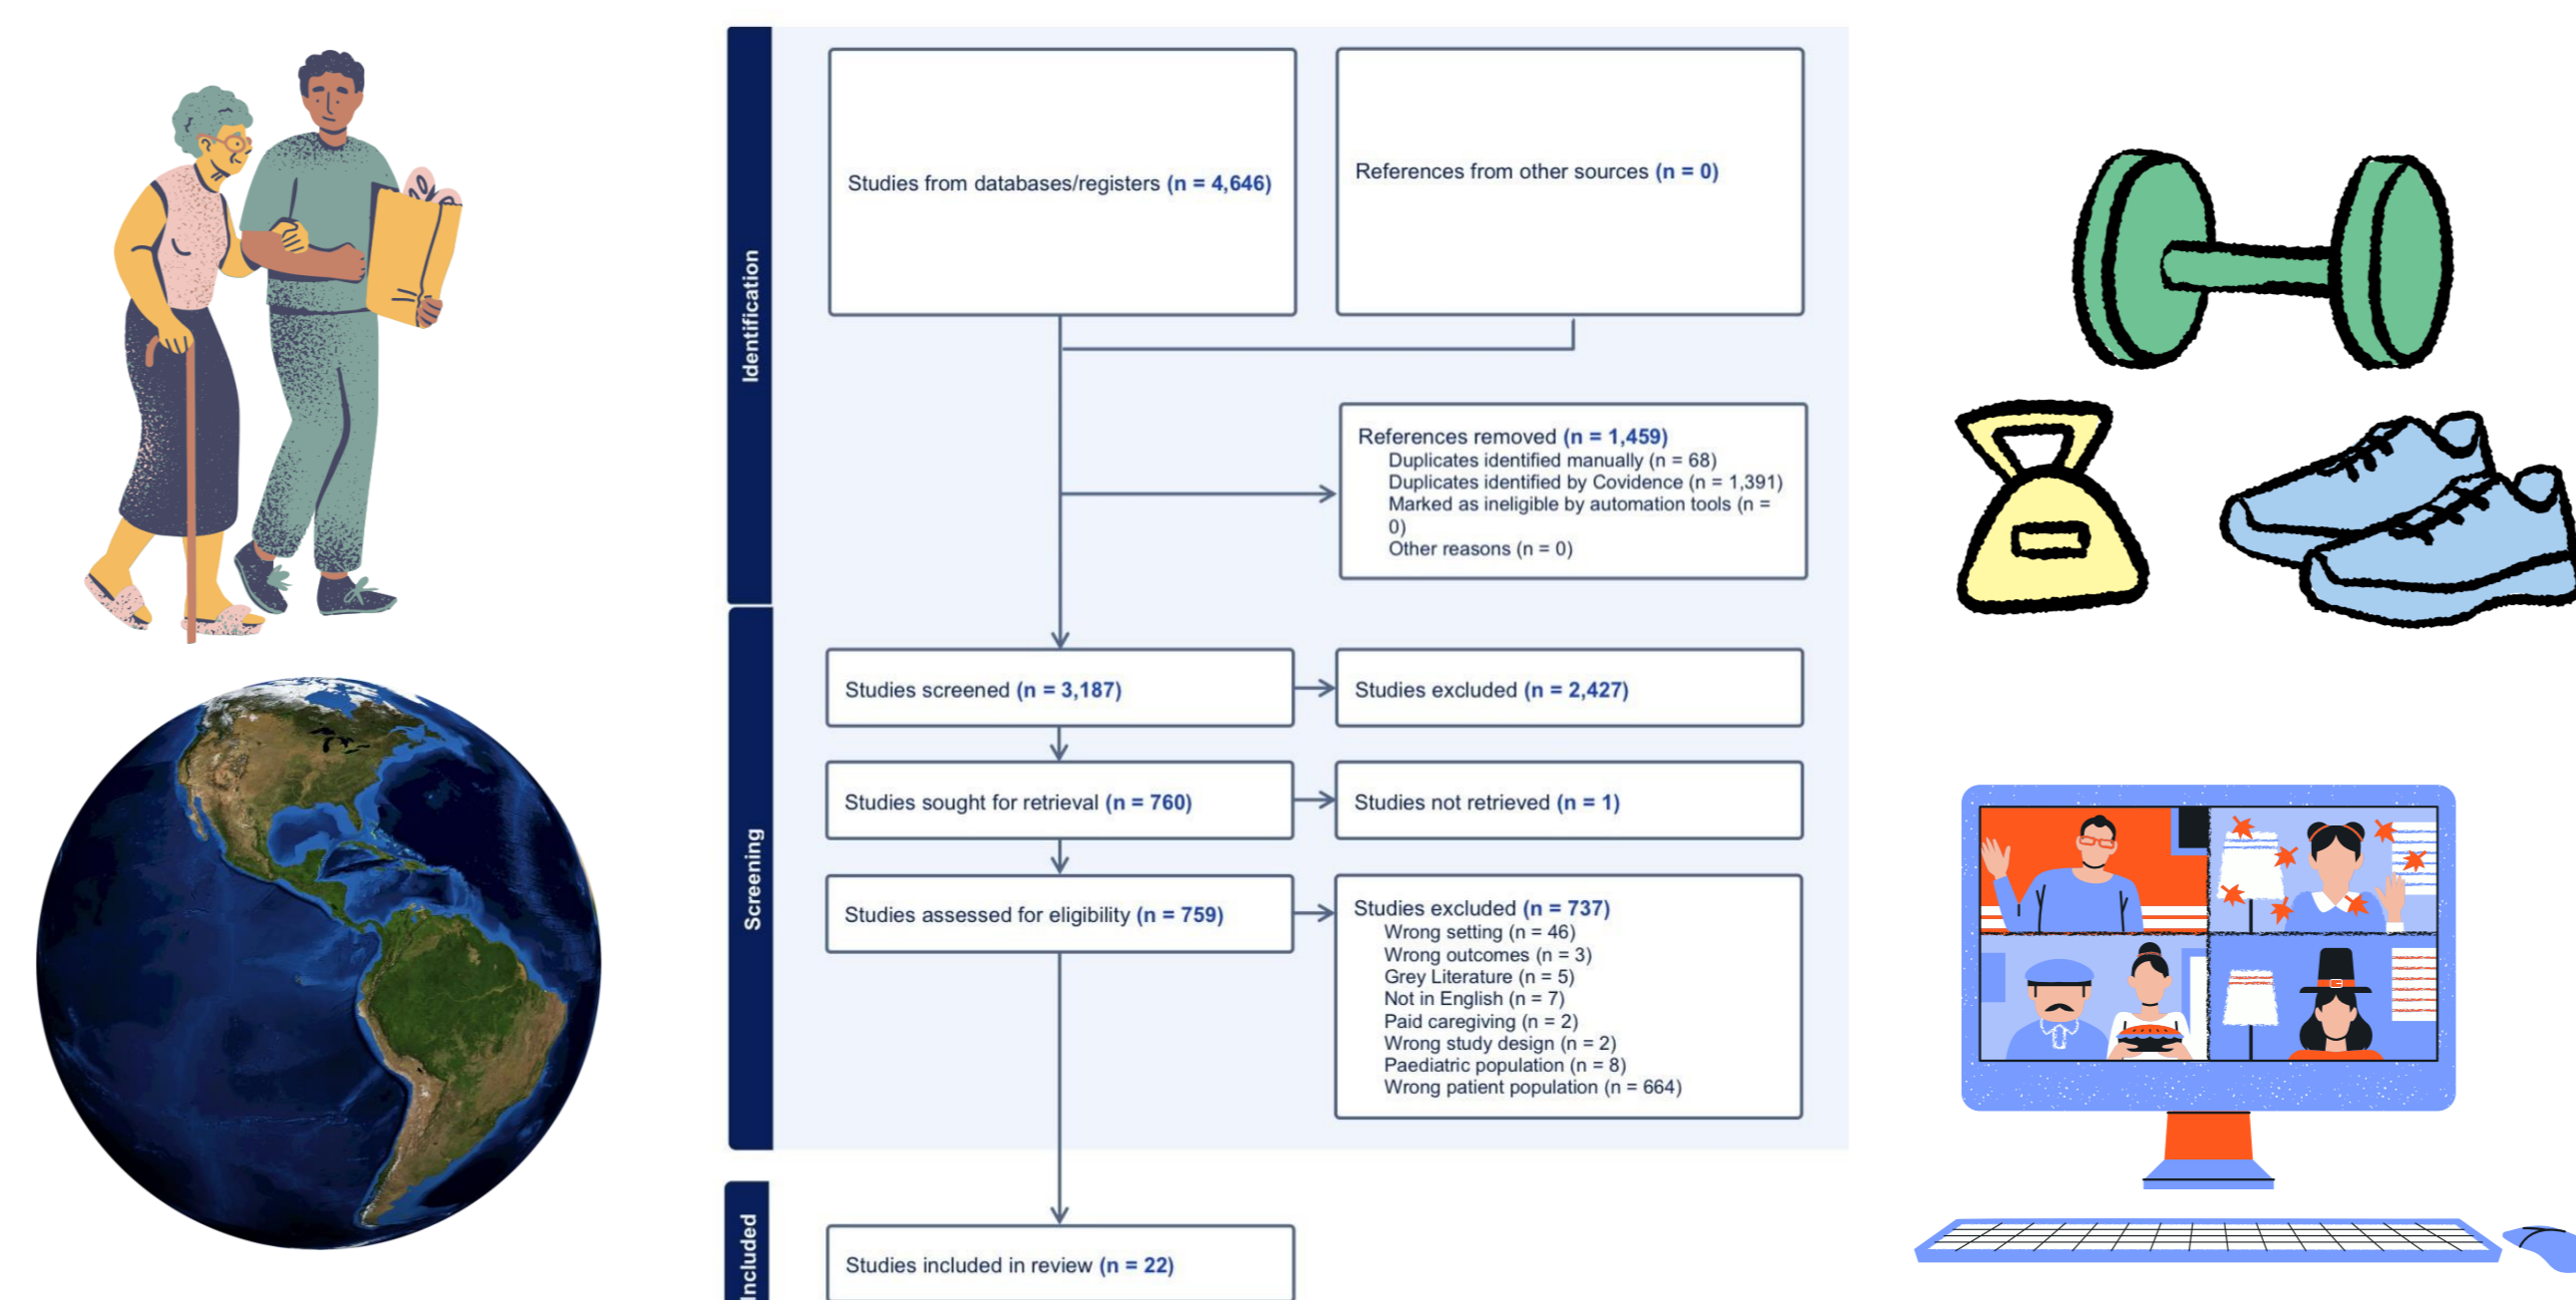 Identification
Studies from databases/registers (n = 4,646)
References from other sources (n = 0)
References removed (n = 1,459)
Duplicates identified manually (n = 68)
Duplicates identified by Covidence (n = 1,391)
Marked as ineligible by automation tools (n =
0)
Other reasons (n = 0)
Screening
Studies screened (n = 3,187)
Studies excluded (n = 2,427)
Studies sought for retrieval (n = 760)
Studies not retrieved (n = 1)
Studies assessed for eligibility (n = 759)
Studies excluded (n = 737)
Wrong setting (n = 46)
Wrong outcomes (n = 3)
Grey Literature (n = 5)
Not in English (n = 7)
Paid caregiving (n = 2)
Wrong study design (n = 2)
Paediatric population (n = 8)
Wrong patient population (n = 664)
Included
Studies included in review (n = 22)